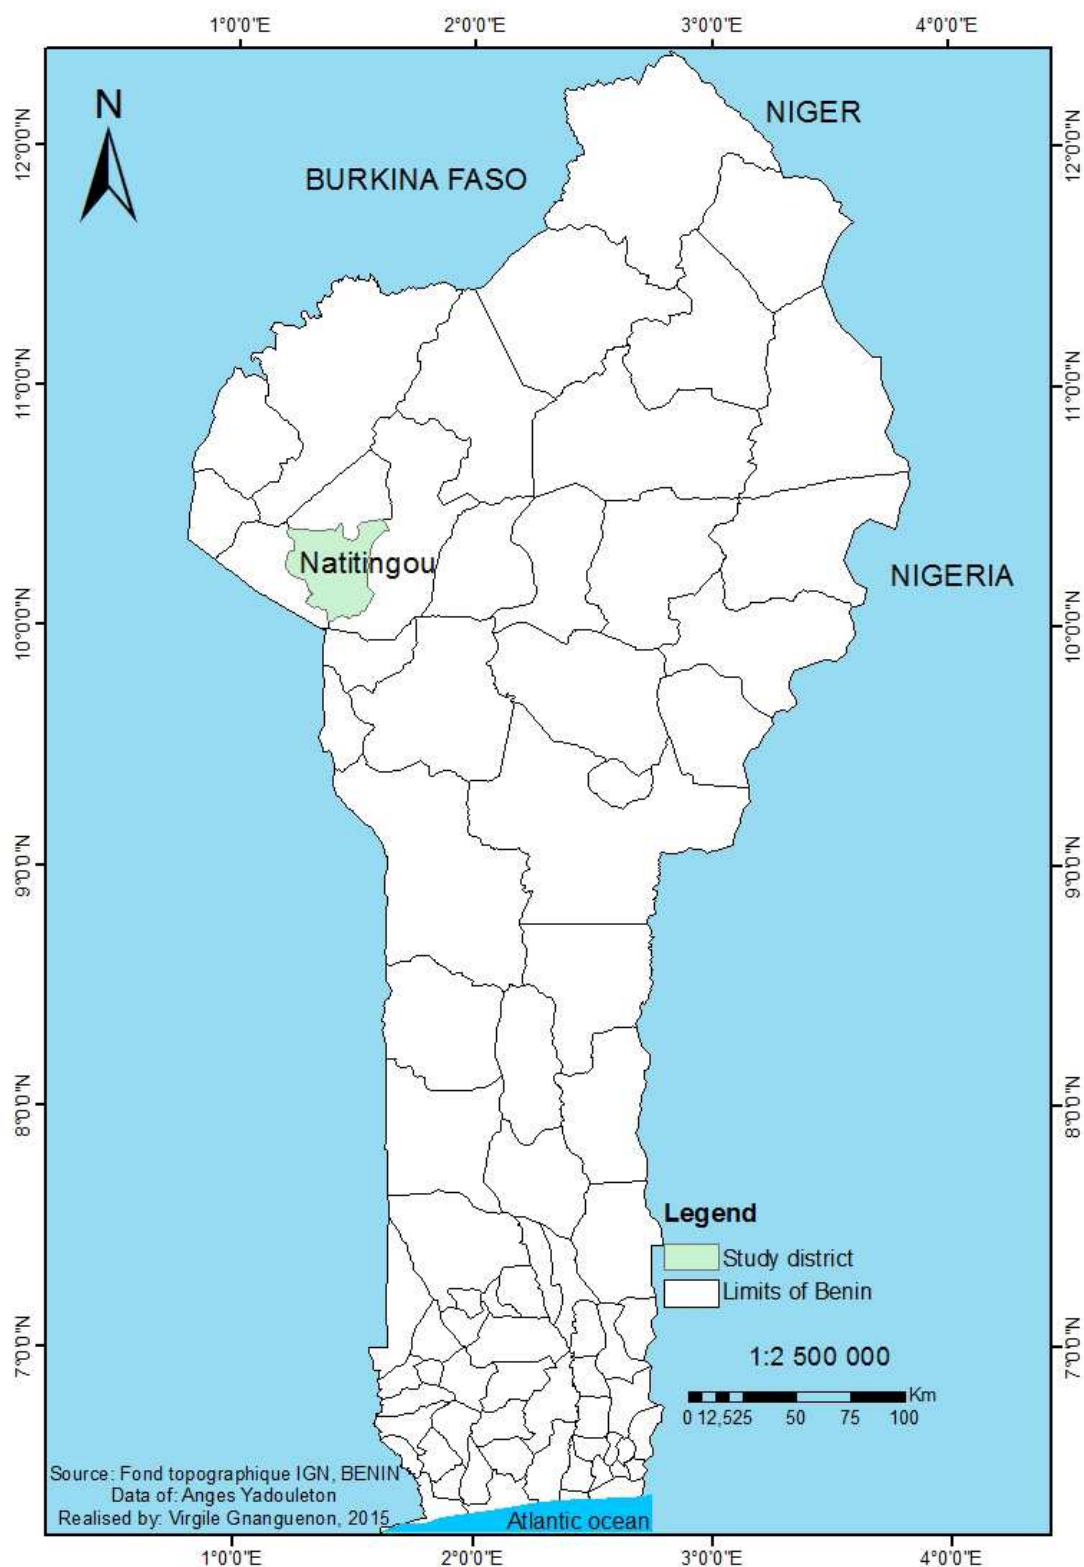 1°0'0"E 2°0'0"E 3°0'0"E 4°0'0"E
N
NIGER
12°0'0"N 12°0'0"N
BURKINA FASO
11°0'0"N 11°0'0"N
Natitingou
NIGERIA
10°0'0"N 10°0'0"N
9°0'0"N 9°0'0"N
8°0'0"N 8°0'0"N
Legend
Study district
Limits of Benin
7°0'0"N 7°0'0"N
1:2 500 000
Km
0 12,525 50 75 100
Source: Fond topographique IGN, BENIN
Data of: Anges Yadouleton
Realised by: Virgile Gnanguenon, 2015
Atlantic ocean
1°0'0"E 2°0'0"E 3°0'0"E 4°0'0"E